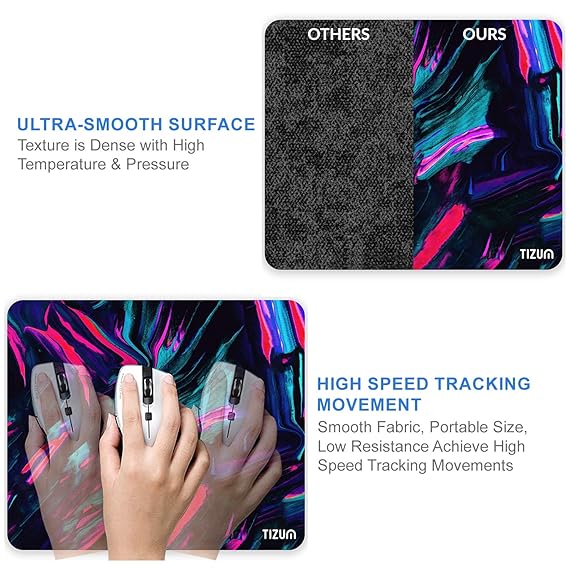 OTHERS
OURS
ULTRA-SMOOTH SURFACE
Texture is Dense with High
Temperature & Pressure
TIZUM
HIGH SPEED TRACKING
MOVEMENT
Smooth Fabric, Portable Size,
Low Resistance Achieve High
Speed Tracking Movements
TIZUM